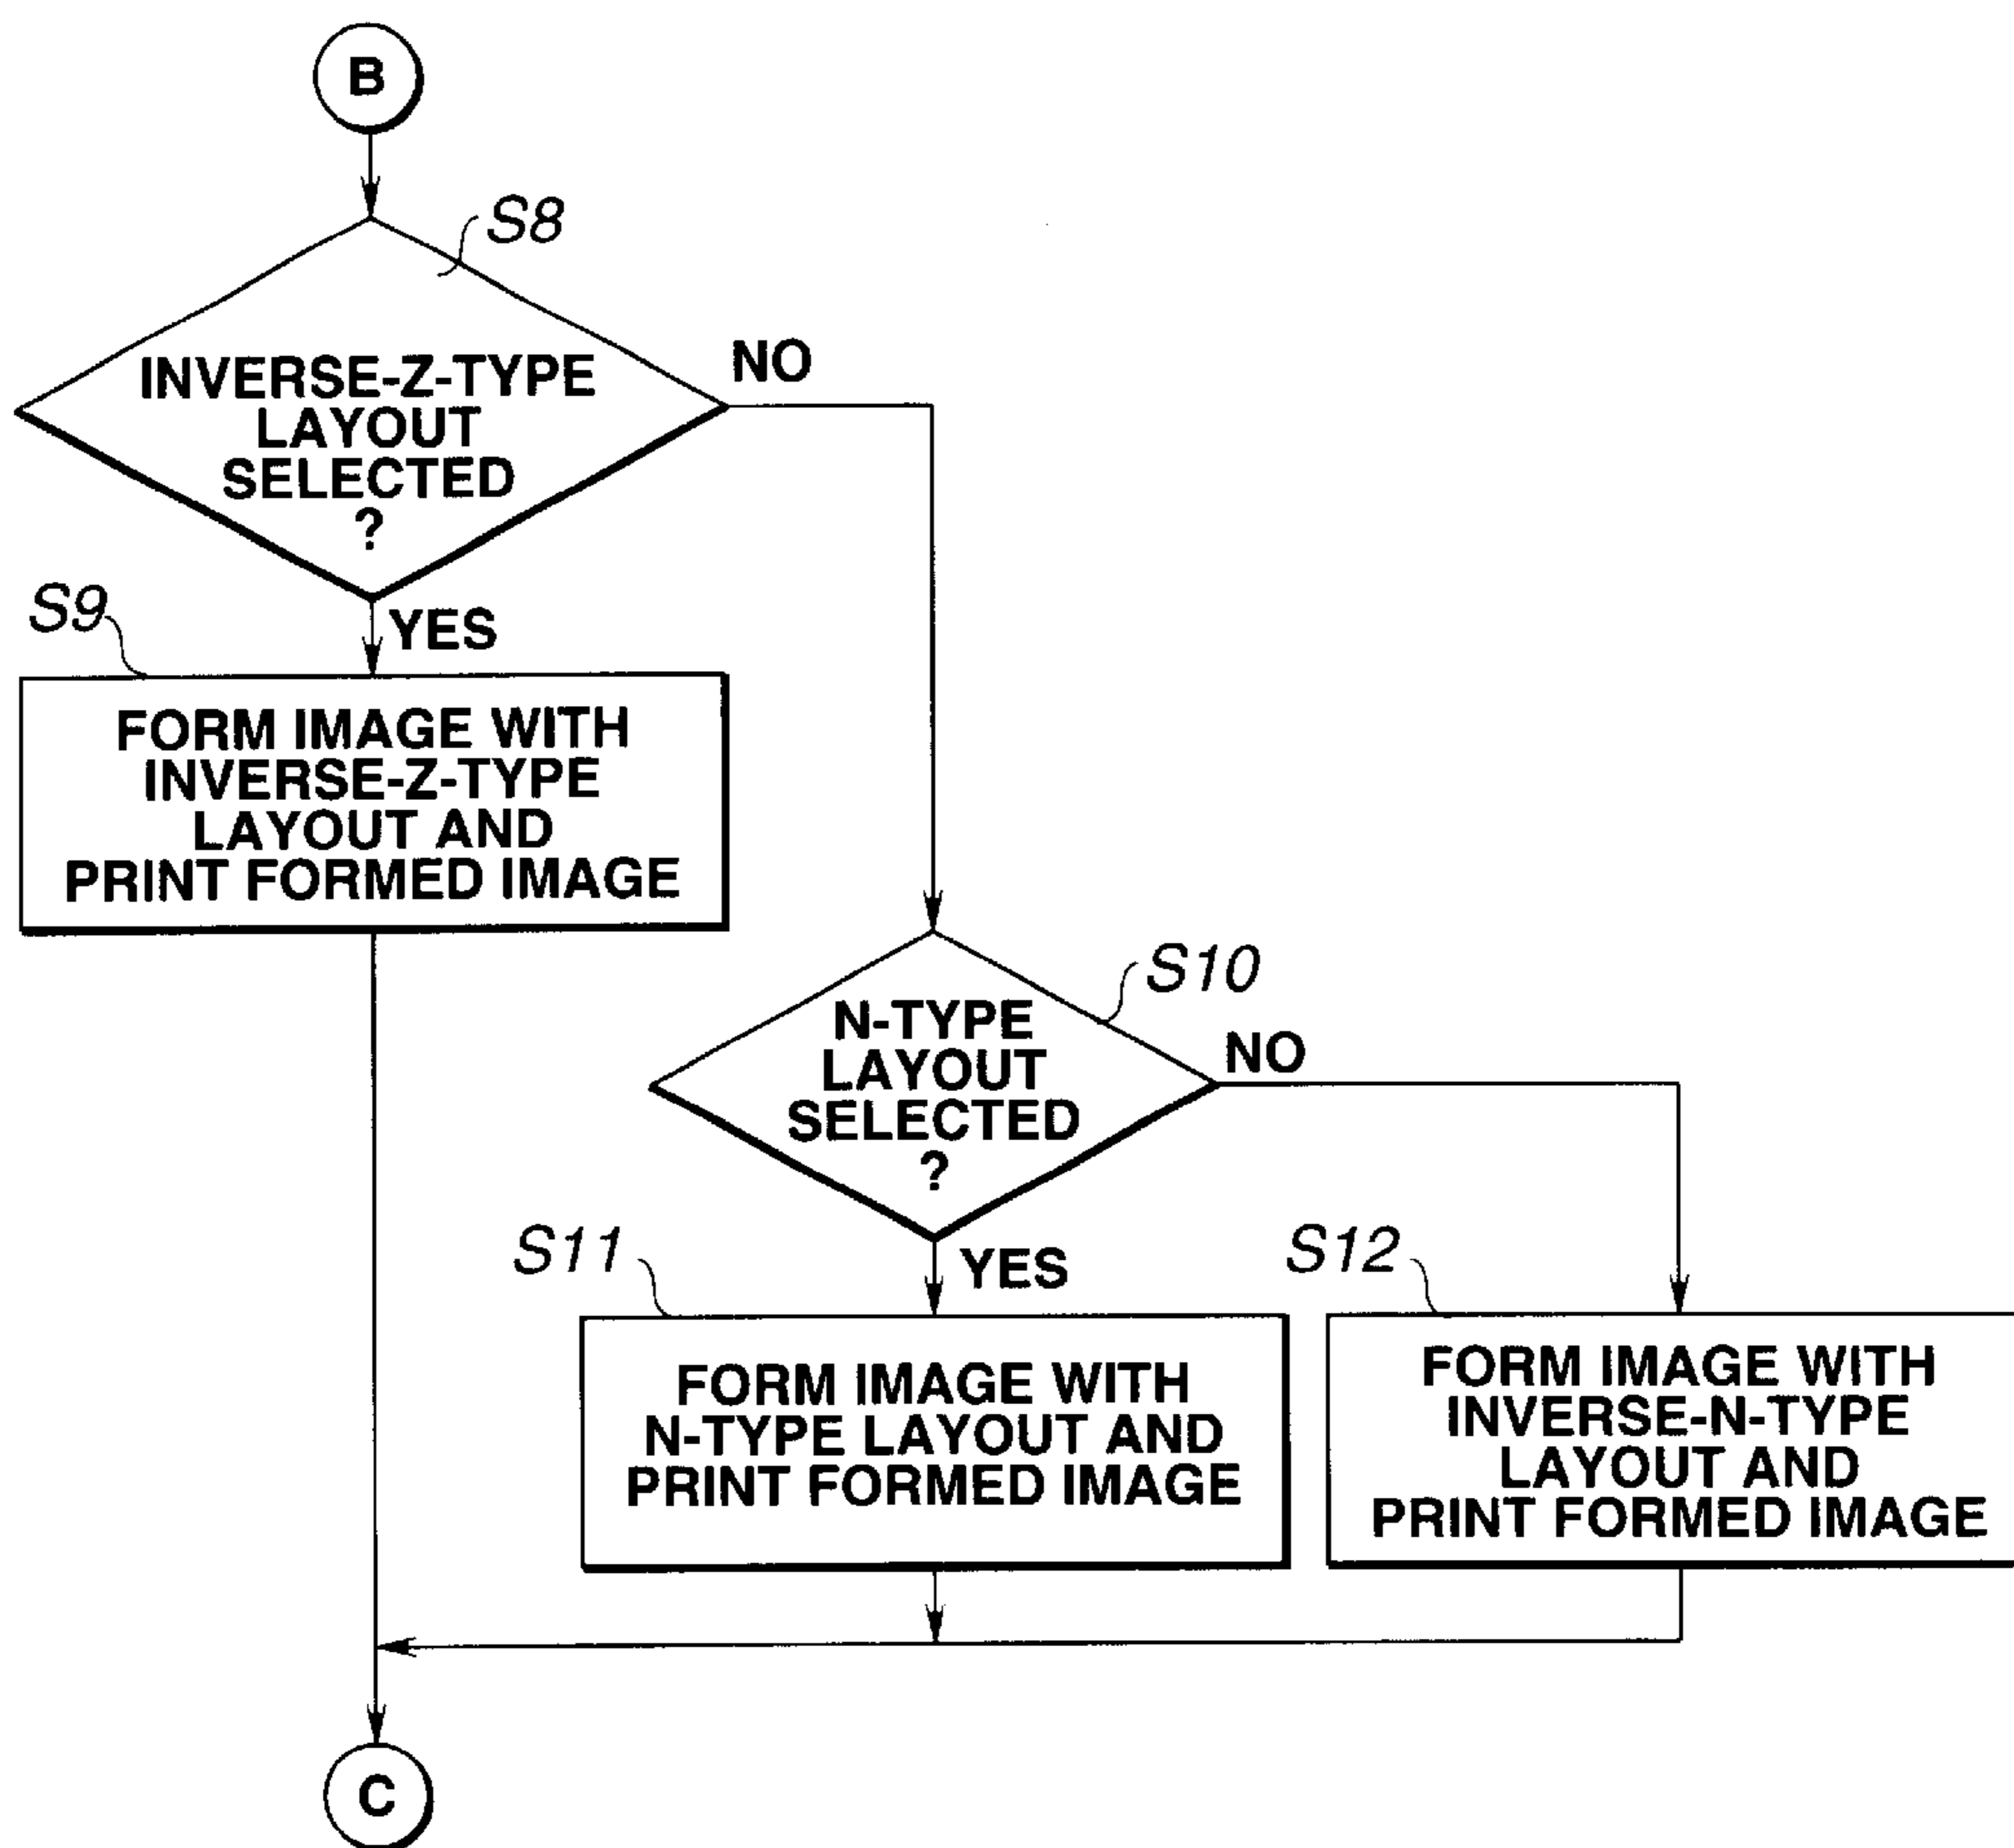 B
S8
INVERSE-Z-TYPE
LAYOUT
SELECTED
?
NO
YES
S9
FORM IMAGE WITH
INVERSE-Z-TYPE
LAYOUT AND
PRINT FORMED IMAGE
S10
N-TYPE
LAYOUT
SELECTED
?
NO
YES
S11
FORM IMAGE WITH
N-TYPE LAYOUT AND
PRINT FORMED IMAGE
S12
FORM IMAGE WITH
INVERSE-N-TYPE
LAYOUT AND
PRINT FORMED IMAGE
C